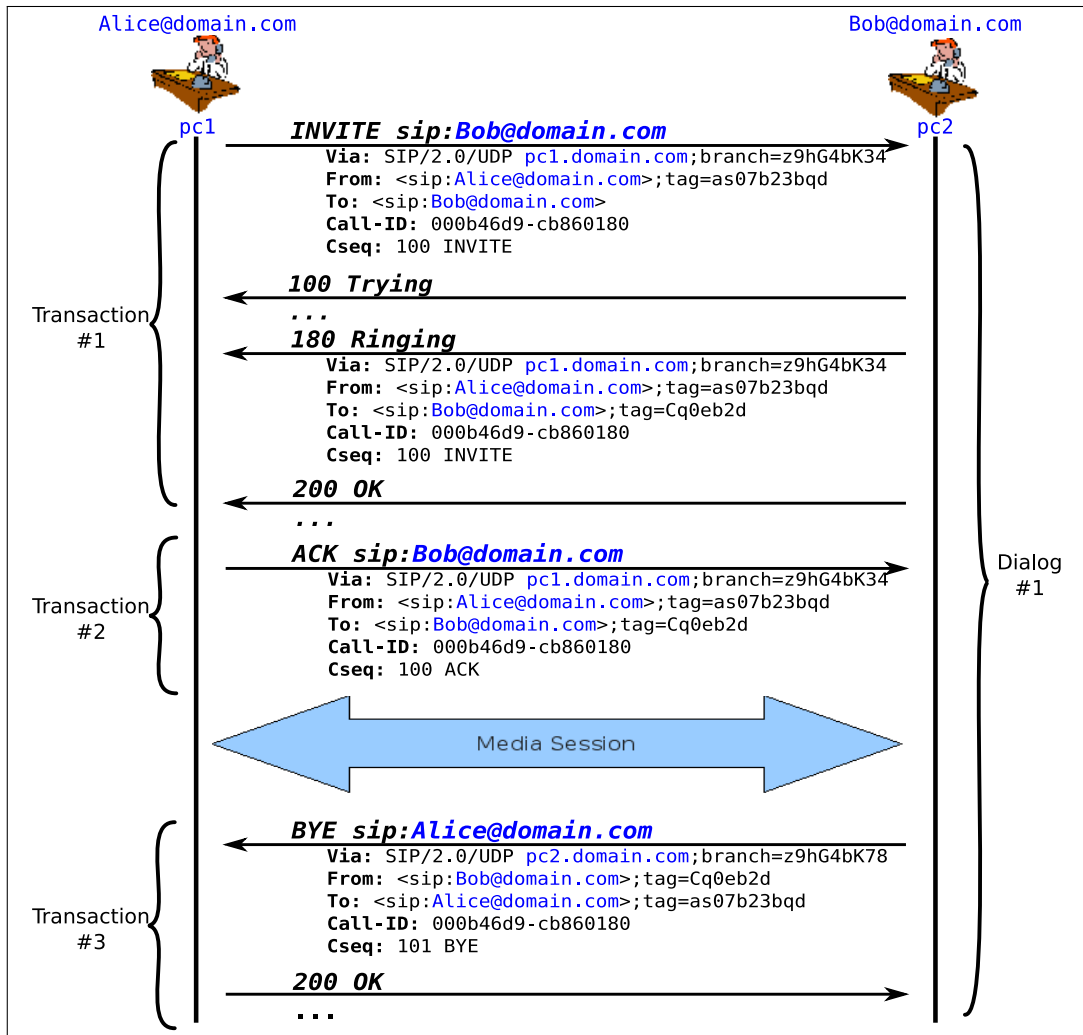 Alice@domain.com
Bob@domain.com
pc1
pc2
INVITE sip:Bob@domain.com
Via: SIP/2.0/UDP pc1.domain.com;branch=z9hG4bK34
From: <sip:Alice@domain.com>;tag=as07b23bqd
To: <sip:Bob@domain.com>
Call-ID: 000b46d9-cb860180
Cseq: 100 INVITE
100 Trying
...
Transaction
#1
180 Ringing
Via: SIP/2.0/UDP pc1.domain.com;branch=z9hG4bK34
From: <sip:Alice@domain.com>;tag=as07b23bqd
To: <sip:Bob@domain.com>;tag=Cq0eb2d
Call-ID: 000b46d9-cb860180
Cseq: 100 INVITE
200 OK
...
ACK sip:Bob@domain.com
Via: SIP/2.0/UDP pc1.domain.com;branch=z9hG4bK34
From: <sip:Alice@domain.com>;tag=as07b23bqd
To: <sip:Bob@domain.com>;tag=Cq0eb2d
Call-ID: 000b46d9-cb860180
Cseq: 100 ACK
Transaction
#2
Dialog
#1
Media Session
BYE sip:Alice@domain.com
Via: SIP/2.0/UDP pc2.domain.com;branch=z9hG4bK78
From: <sip:Bob@domain.com>;tag=Cq0eb2d
To: <sip:Alice@domain.com>;tag=as07b23bqd
Call-ID: 000b46d9-cb860180
Cseq: 101 BYE
Transaction
#3
200 OK
...